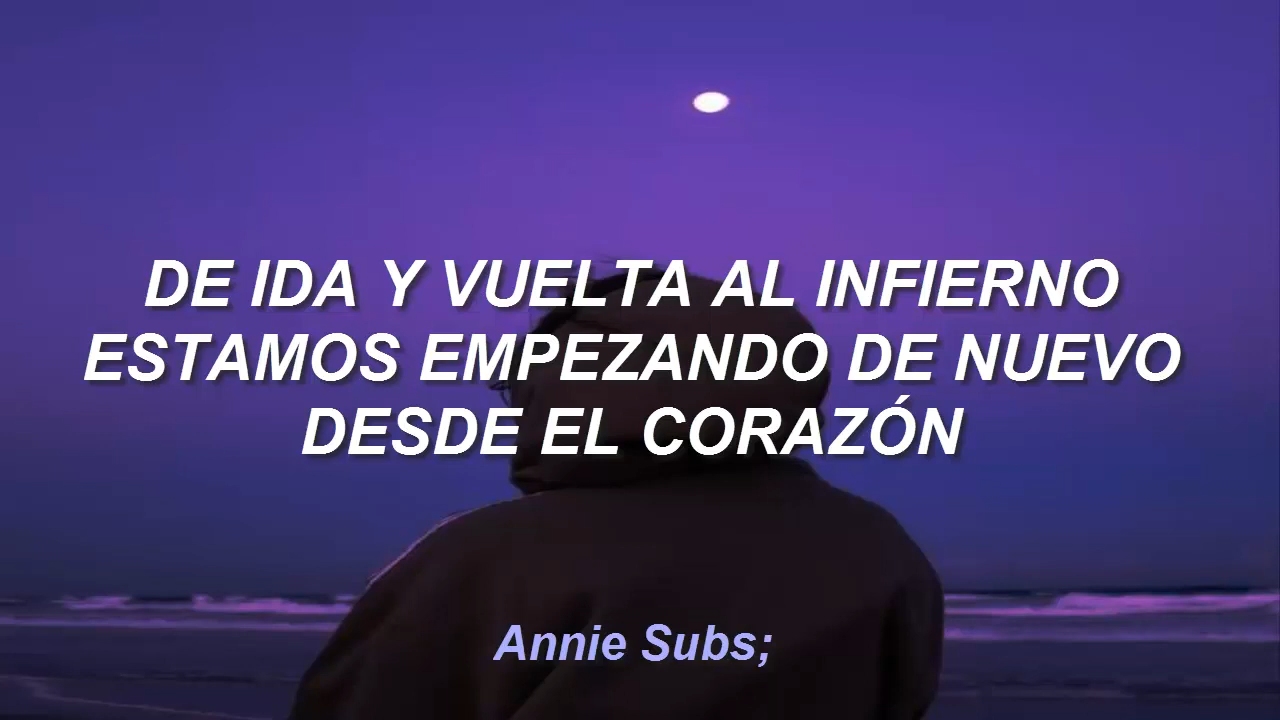 DE IDA Y VUELTA AL INFIERNO
ESTAMOS EMPEZANDO DE NUEVO
DESDE EL CORAZÓN
Annie Subs;